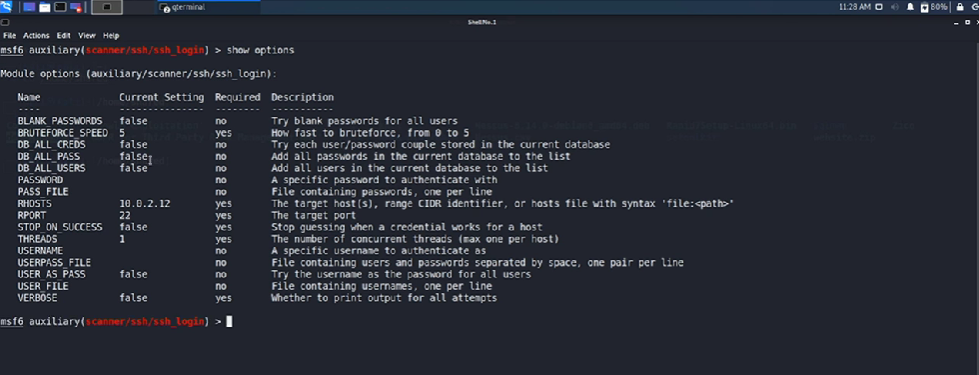 qterminal
11:28 AM
80%
Shell No.1
File Actions Edit View Help
msf6 auxiliary(scanner/ssh/ssh_login) > show options
Module options (auxiliary/scanner/ssh/ssh_login):
Name Current Setting Required Description
---- --------------- -------- -----------
BLANK_PASSWORDS false no Try blank passwords for all users
BRUTEFORCE_SPEED 5 yes How fast to bruteforce, from 0 to 5
DB_ALL_CREDS false no Try each user/password couple stored in the current database
DB_ALL_PASS false no Add all passwords in the current database to the list
DB_ALL_USERS false no Add all users in the current database to the list
PASSWORD no A specific password to authenticate with
PASS_FILE no File containing passwords, one per line
RHOSTS 10.0.2.12 yes The target host(s), range CIDR identifier, or hosts file with syntax 'file:<path>'
RPORT 22 yes The target port
STOP_ON_SUCCESS false yes Stop guessing when a credential works for a host
THREADS 1 yes The number of concurrent threads (max one per host)
USERNAME no A specific username to authenticate as
USERPASS_FILE no File containing users and passwords separated by space, one pair per line
USER_AS_PASS false no Try the username as the password for all users
USER_FILE no File containing usernames, one per line
VERBOSE false yes Whether to print output for all attempts
msf6 auxiliary(scanner/ssh/ssh_login) >